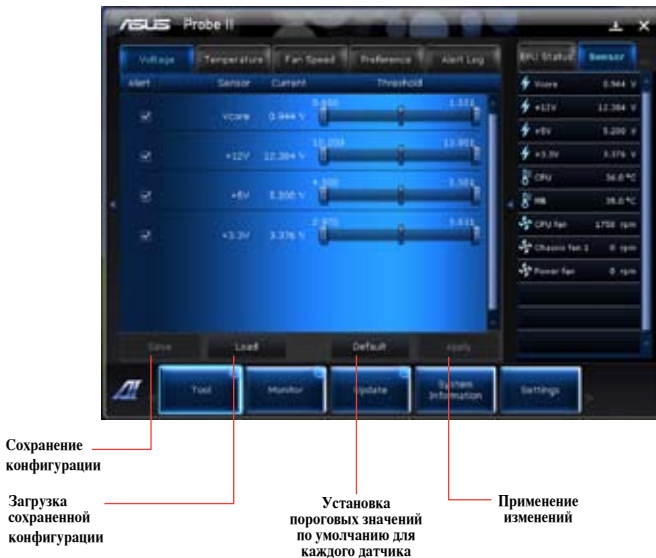 ASUS Probe II
Voltage Temperature Fan Speed Preference Alert Log
CPU Status Sensor
Alert Sensor Current Threshold
Vcore 0.944 V
+12V 12.384 V
+5V 5.200 V
+3.3V 3.376 V
Vcore 0.944 V
+12V 12.384 V
+5V 5.200 V
+3.3V 3.376 V
CPU 36.0 °C
MB 39.0 °C
CPU fan 1758 rpm
Chassis fan 1 0 rpm
Power fan 0 rpm
Save Load Default Apply
Tool Monitor Update System Information Settings
Сохранение
конфигурации
Загрузка
сохраненной
конфигурации
Установка
пороговых значений
по умолчанию для
каждого датчика
Применение
изменений